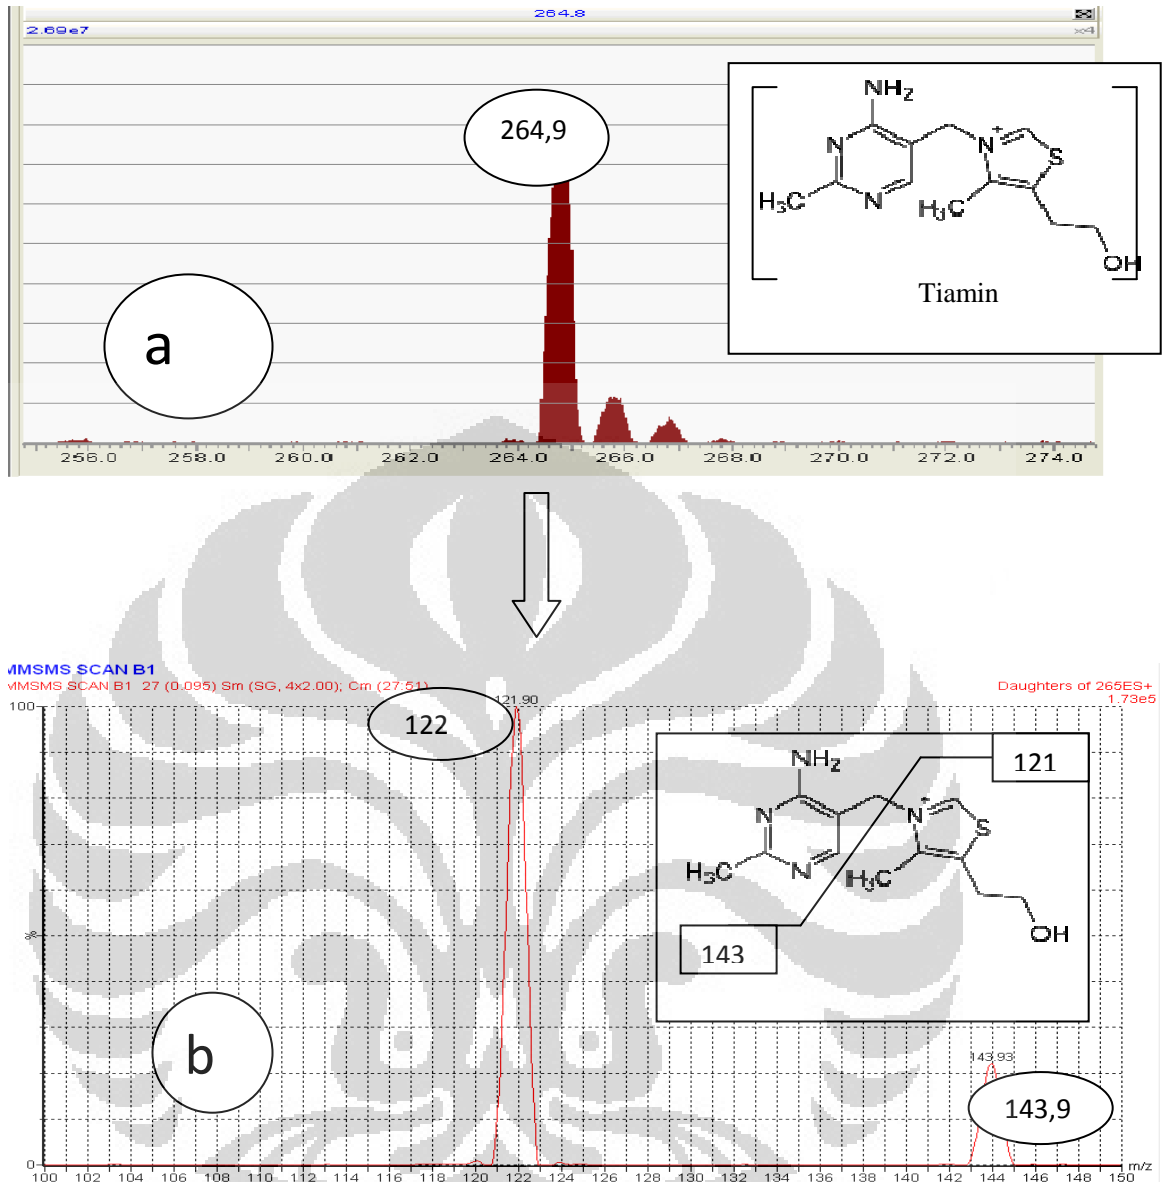 264.8
2.69e7
x4
264,9
NH2
N
N
H3C
N
+
S
H3C
OH
Tiamin
a
256.0 258.0 260.0 262.0 264.0 266.0 268.0 270.0 272.0 274.0
MMSMS SCAN B1
MMSMS SCAN B1 27 (0.095) Sm (SG, 4x2.00); Cm (27:51)
Daughters of 265ES+
1.73e5
100
121.90
122
NH2
121
N
N
H3C
N
+
S
H3C
OH
143
%
b
143.93
143,9
0
m/z
100 102 104 106 108 110 112 114 116 118 120 122 124 126 128 130 132 134 136 138 140 142 144 146 148 150